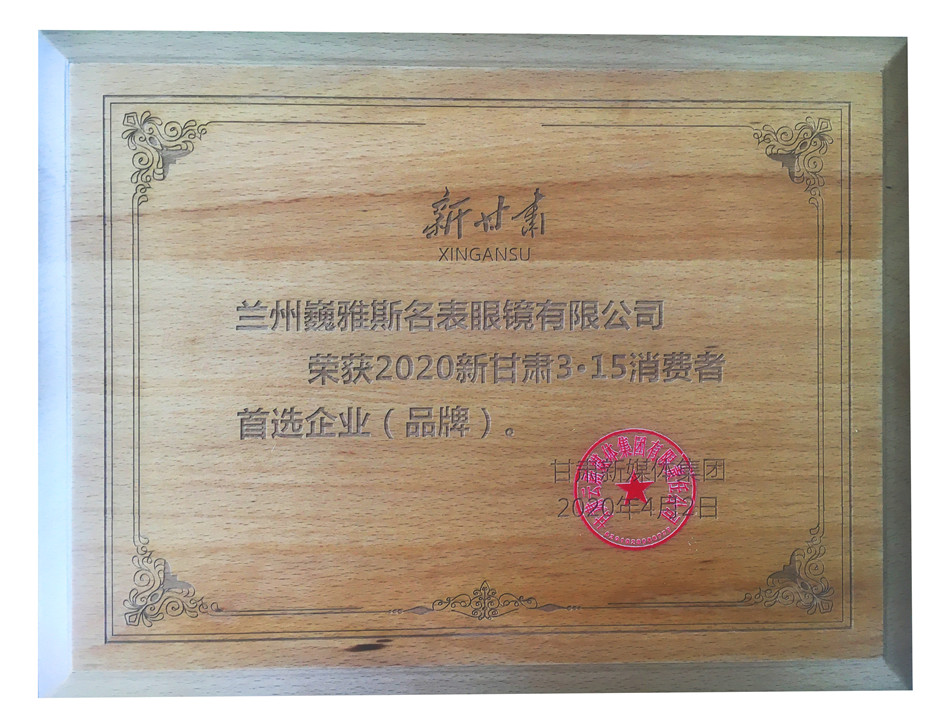 新甘肃
XINGANSU
兰州巍雅斯名表眼镜有限公司
荣获2020新甘肃3·15消费者
首选企业（品牌）。
甘肃新媒体集团
2020年4月2日